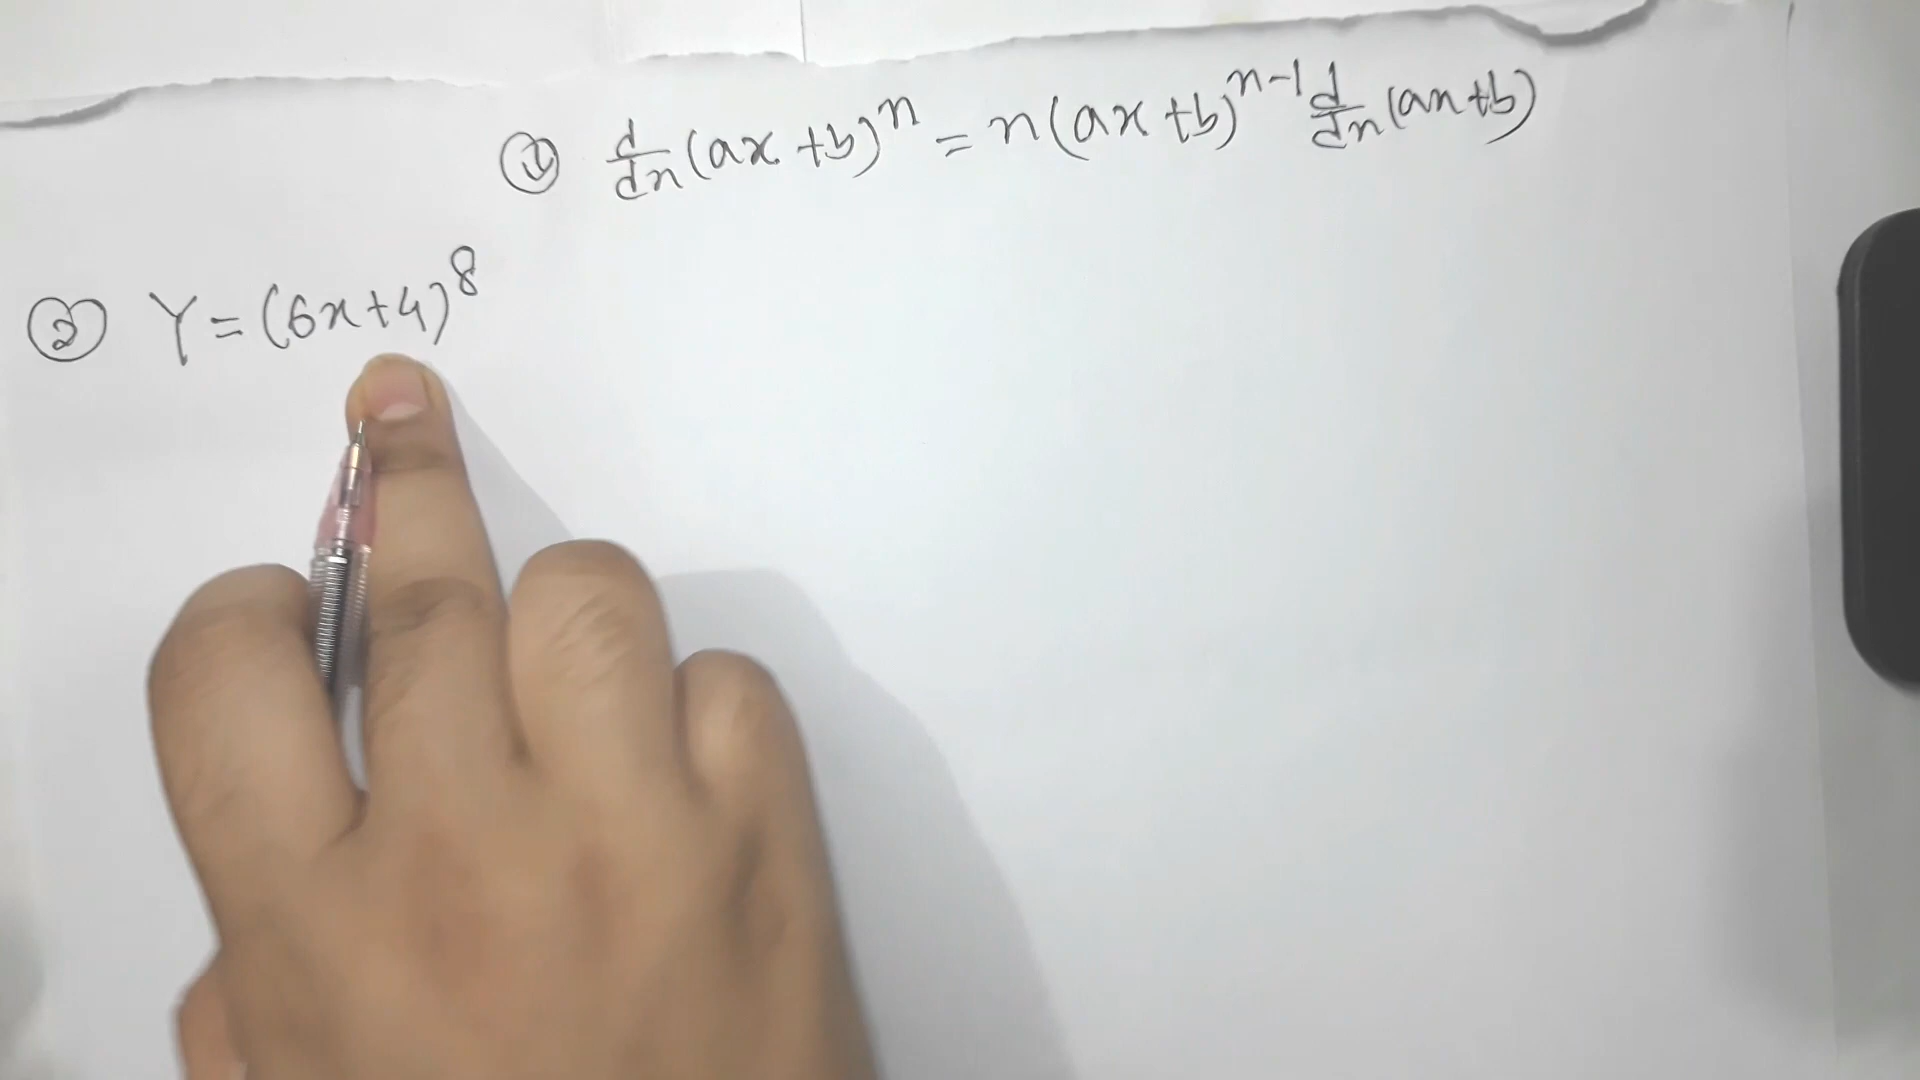 ① d/dx (ax+b)^n = n(ax+b)^n-1 d/dx (ax+b)
② Y=(6x+4)^8